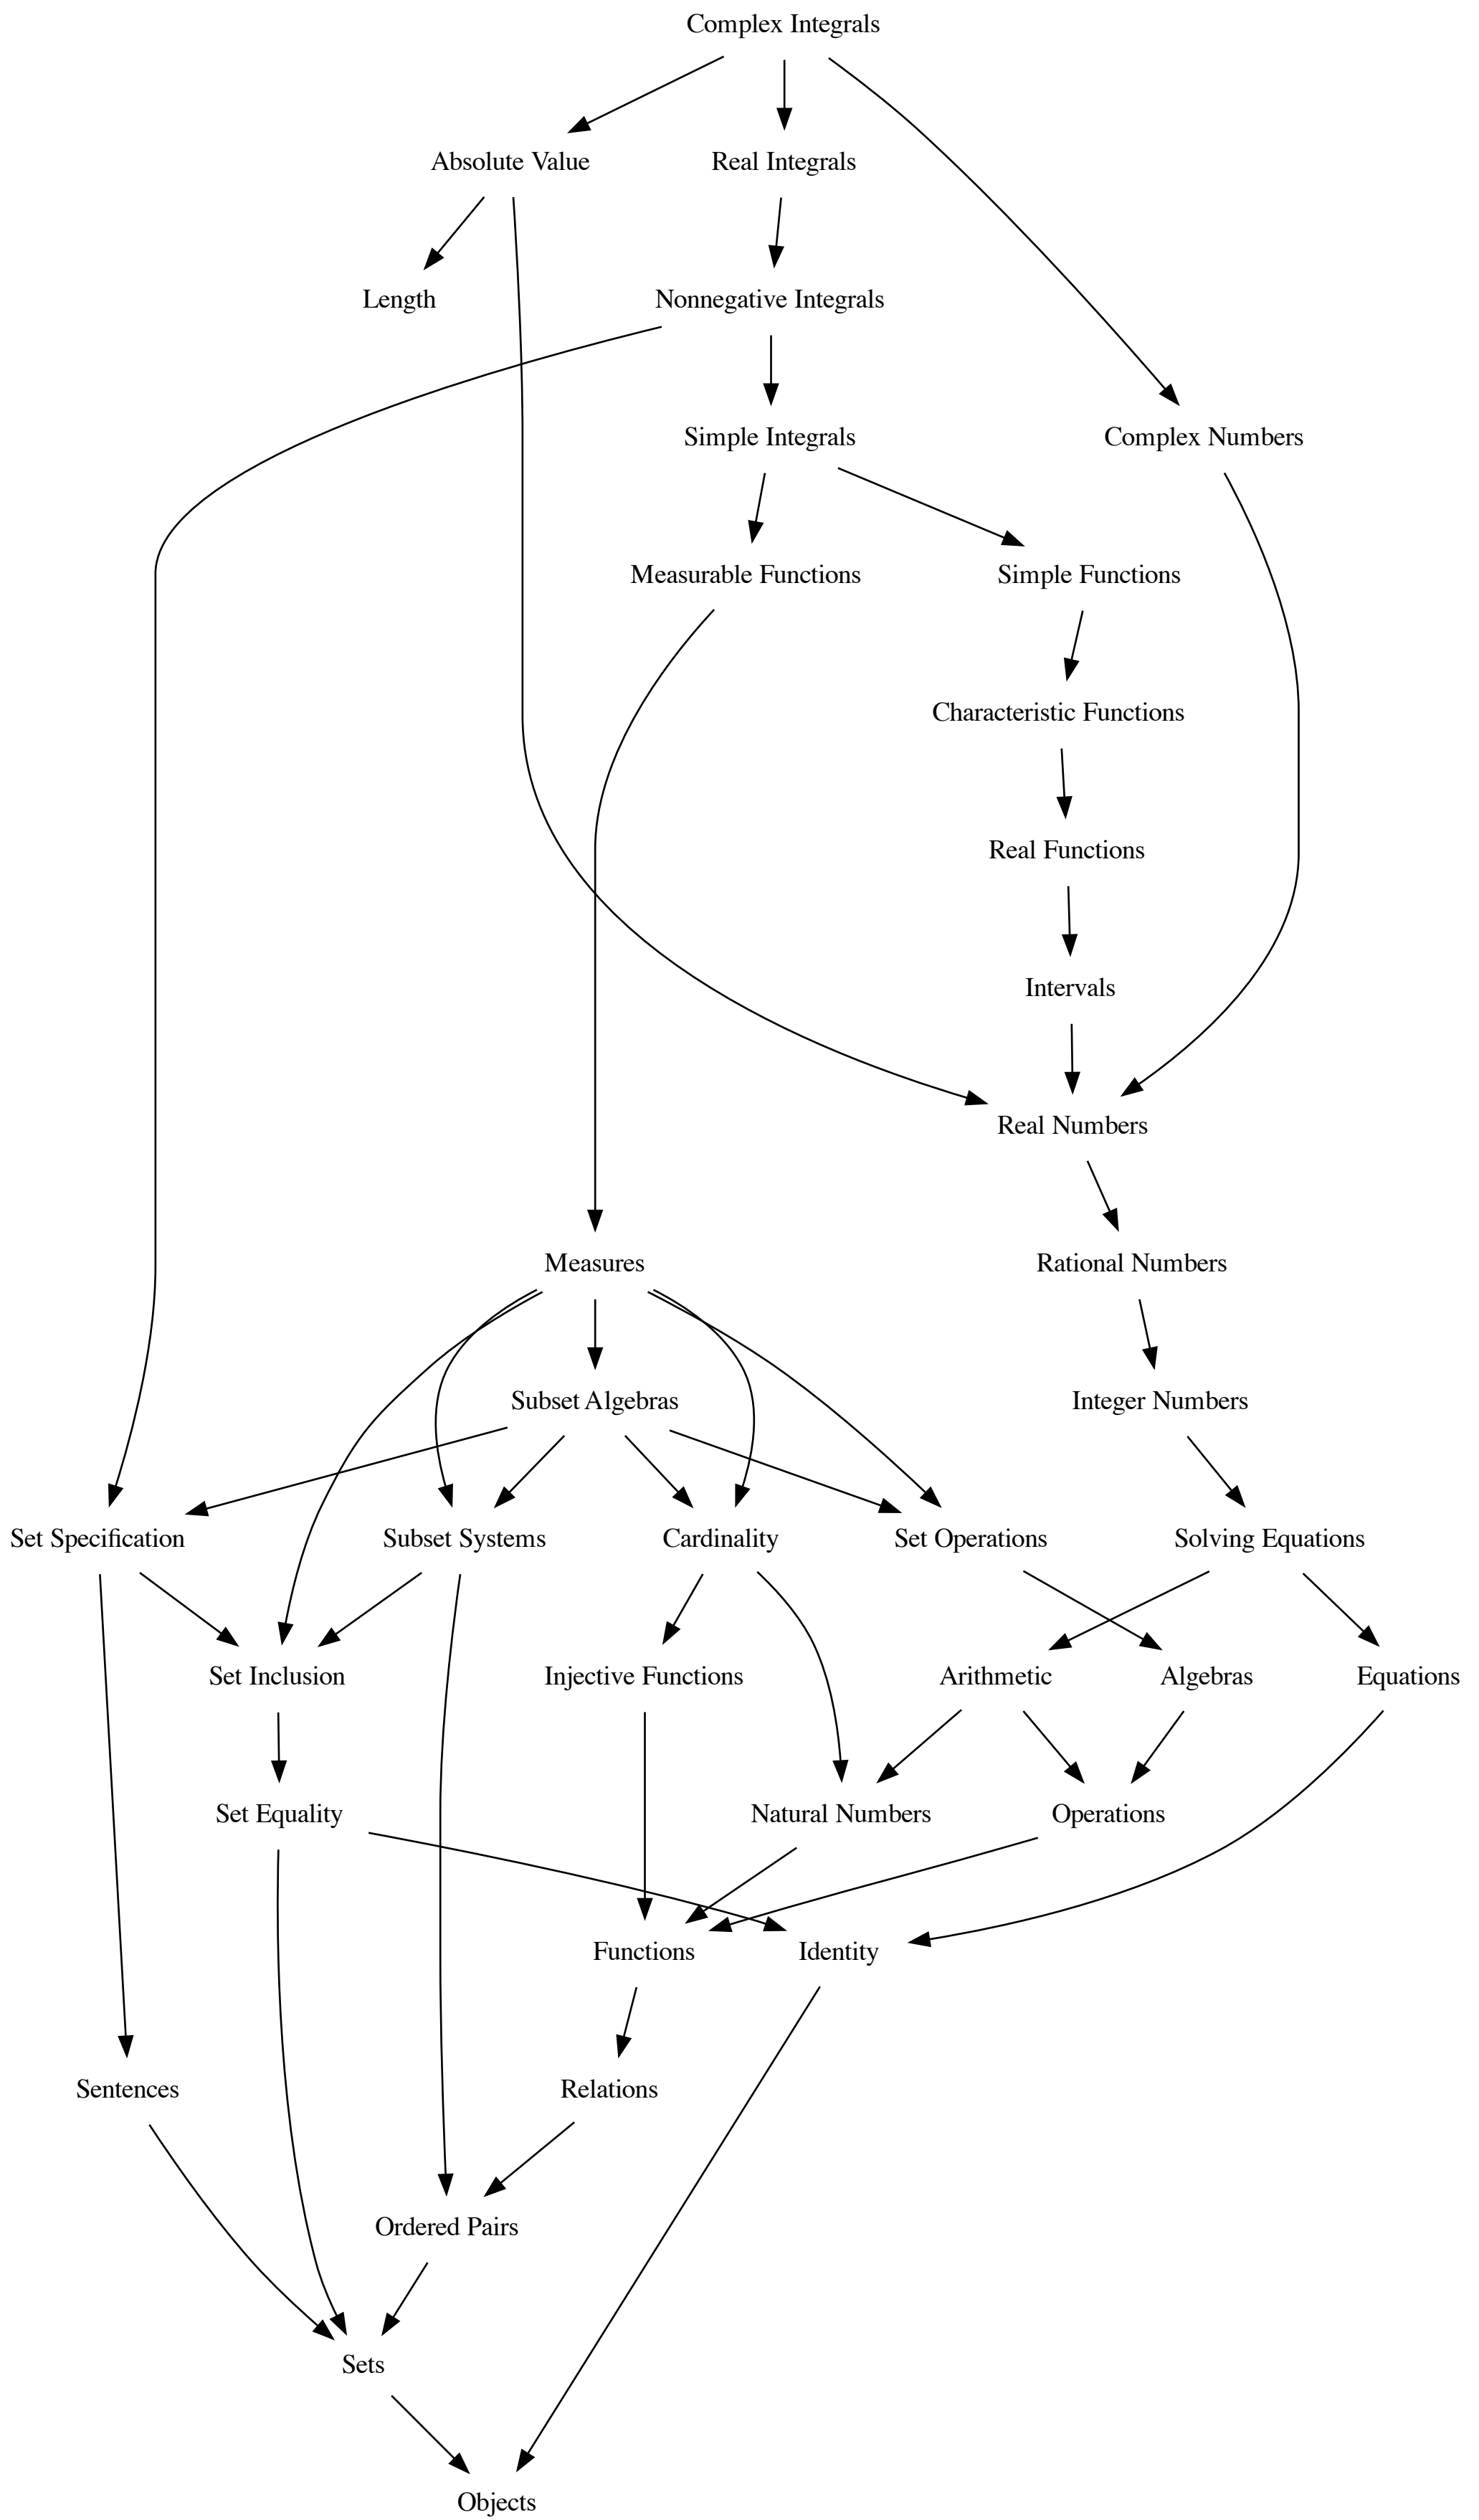 Complex Integrals
Absolute Value
Real Integrals
Length
Nonnegative Integrals
Simple Integrals
Complex Numbers
Measurable Functions
Simple Functions
Characteristic Functions
Real Functions
Intervals
Real Numbers
Measures
Rational Numbers
Subset Algebras
Integer Numbers
Set Specification
Subset Systems
Cardinality
Set Operations
Solving Equations
Set Inclusion
Injective Functions
Arithmetic
Algebras
Equations
Set Equality
Natural Numbers
Operations
Functions
Identity
Sentences
Relations
Ordered Pairs
Sets
Objects